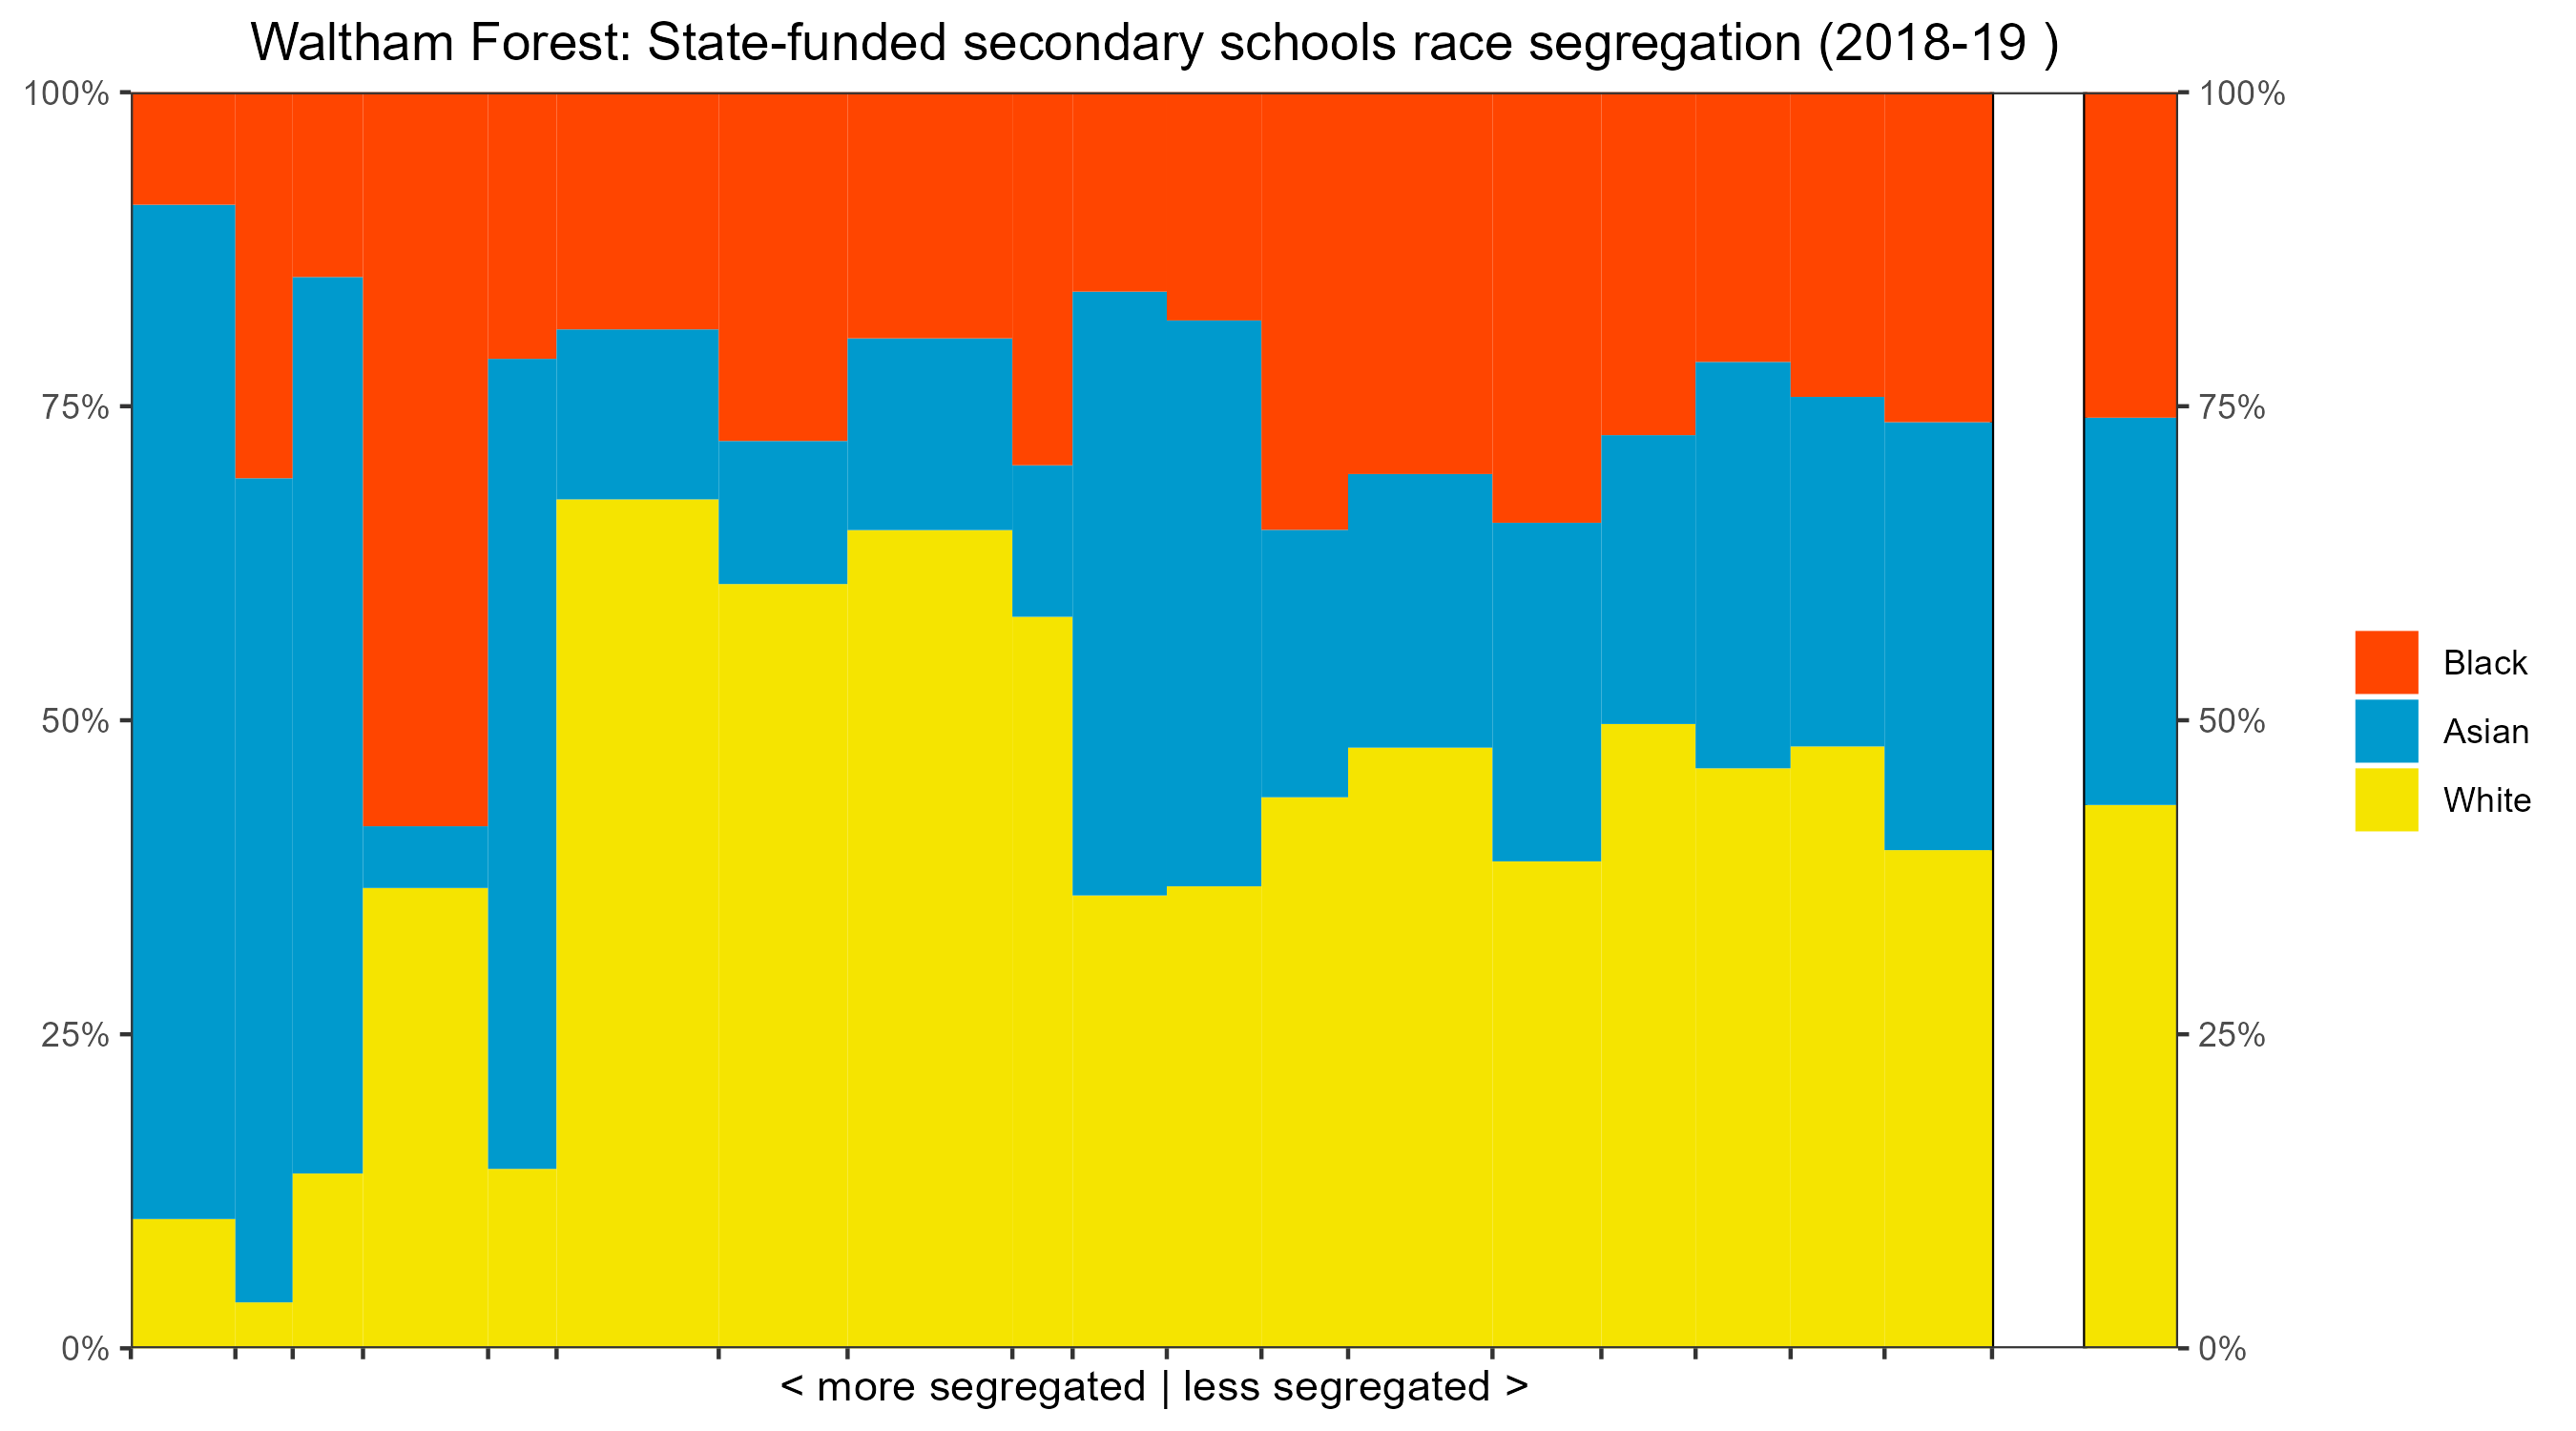 Waltham Forest: State-funded secondary schools race segregation (2018-19 )
100%
75%
50%
25%
0%
100%
75%
50%
25%
0%
Black
Asian
White
< more segregated | less segregated >